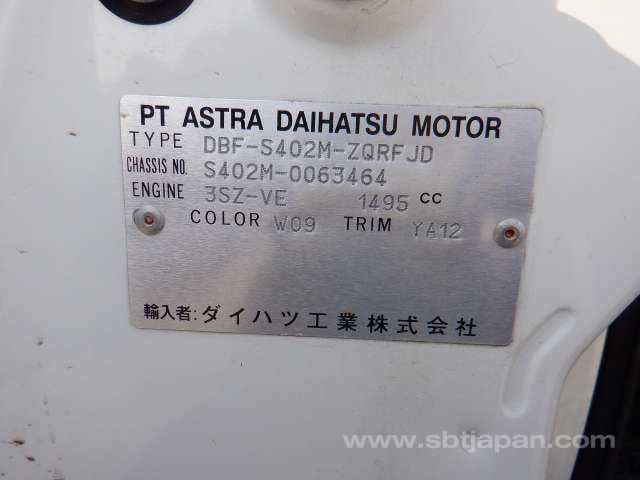 PT ASTRA DAIHATSU MOTOR
TYPE DBF-S402M-ZQRFJD
CHASSIS NO. S402M-0063464
ENGINE 3SZ-VE 1495 CC
COLOR W09 TRIM YA12
輸入者:ダイハツ工業株式会社
www.sbtjapan.com